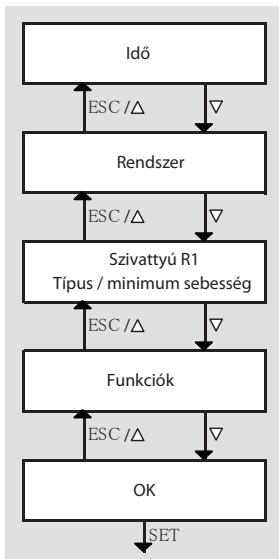 Idő
ESC /△ ▽
Rendszer
ESC /△ ▽
Szivattyú R1
Típus / minimum sebesség
ESC /△ ▽
Funkciók
ESC /△ ▽
OK
SET